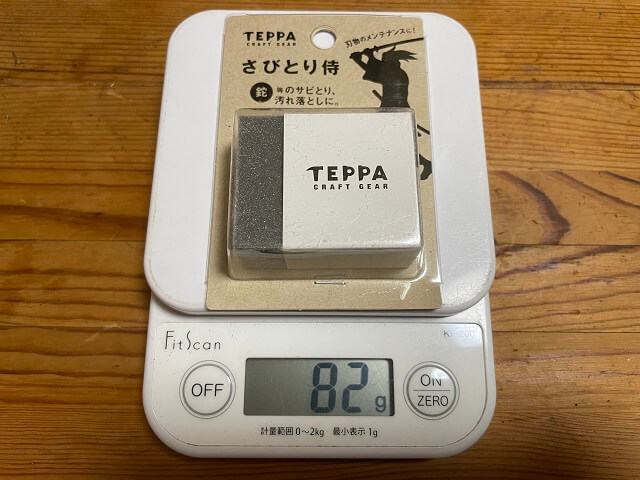 TEPPA
CRAFT GEAR
刃物のメンテナンスに!
さびとり侍
鉈 等のサビとり、
汚れ落としに。
TEPPA
CRAFT GEAR
FitScan
OFF
82g
ON
ZERO
計量範囲 0~2kg 最小表示 1g